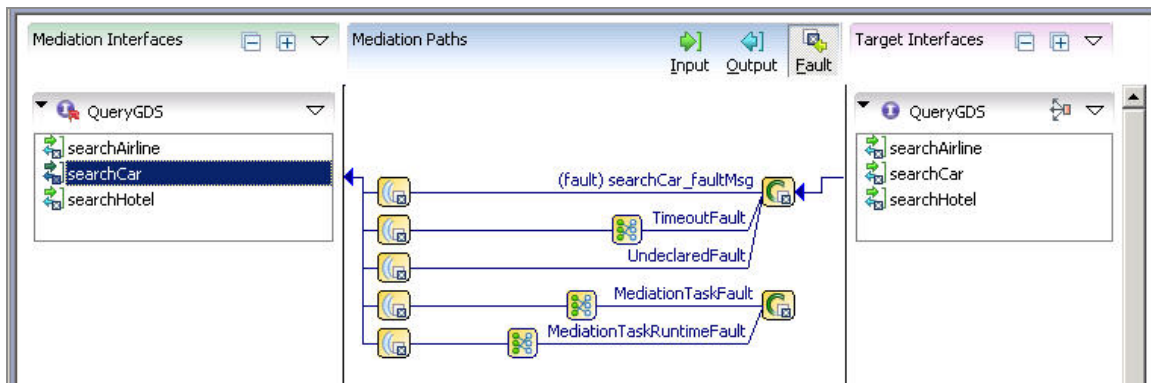 Mediation Interfaces
Mediation Paths
Input
Output
Fault
Target Interfaces
QueryGDS
searchAirline
searchCar
searchHotel
(fault) searchCar_faultMsg
TimeoutFault
UndeclaredFault
MediationTaskFault
MediationTaskRuntimeFault
QueryGDS
searchAirline
searchCar
searchHotel